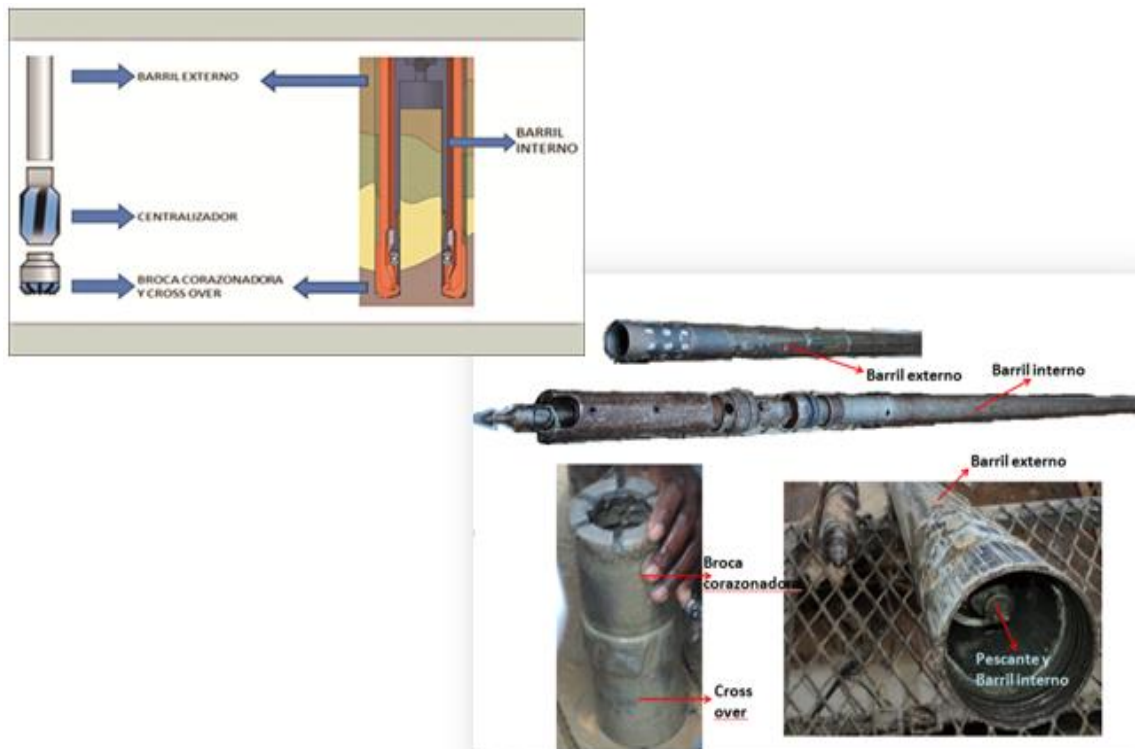 BARRIL EXTERNO
BARRIL
INTERNO
CENTRALIZADOR
BROCA CORAZONADORA
Y CROSS OVER
Barril externo
Barril interno
Barril externo
Broca
corazonadora
Pescante y
Barril interno
Cross
over